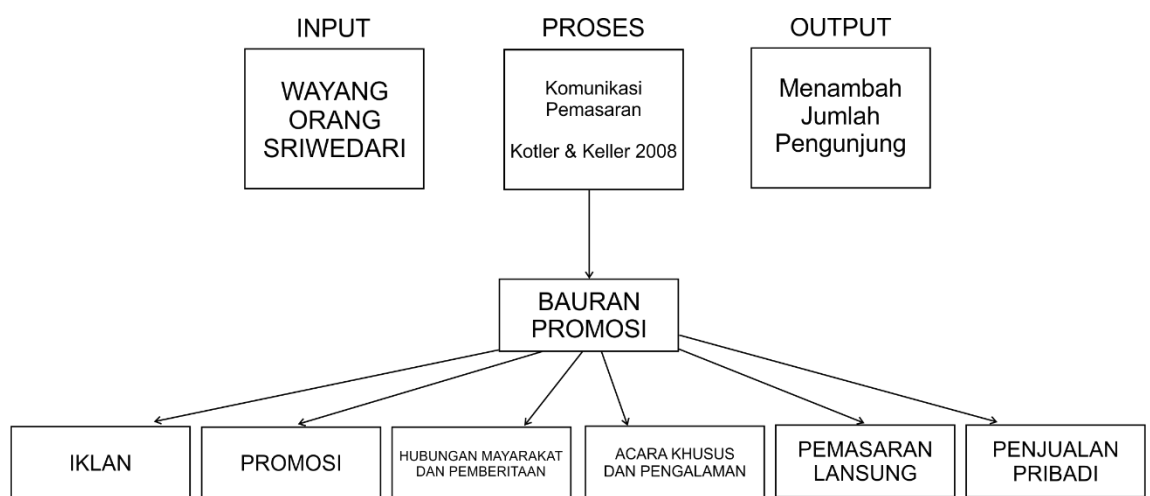 INPUT
PROSES
OUTPUT
WAYANG
ORANG
SRIWEDARI
Komunikasi
Pemasaran
Kotler & Keller 2008
Menambah
Jumlah
Pengunjung
BAURAN
PROMOSI
IKLAN
PROMOSI
HUBUNGAN MAYARAKAT
DAN PEMBERITAAN
ACARA KHUSUS
DAN PENGALAMAN
PEMASARAN
LANSUNG
PENJUALAN
PRIBADI